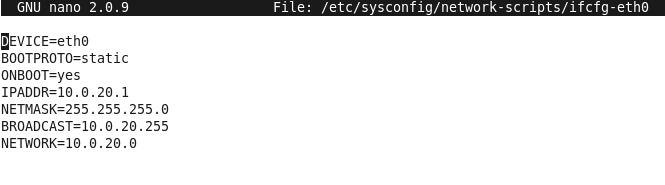 GNU nano 2.0.9 File: /etc/sysconfig/network-scripts/ifcfg-eth0
DEVICE=eth0
BOOTPROTO=static
ONBOOT=yes
IPADDR=10.0.20.1
NETMASK=255.255.255.0
BROADCAST=10.0.20.255
NETWORK=10.0.20.0